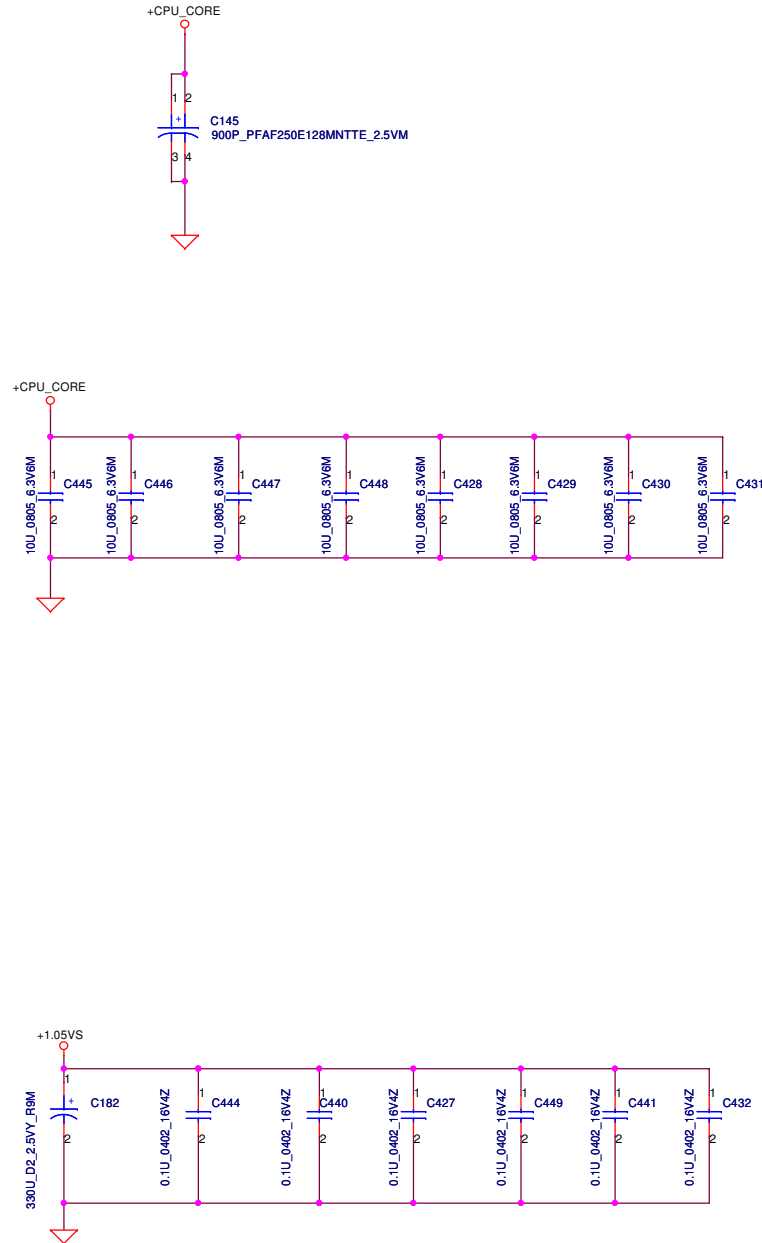 +CPU_CORE
1 2
+
C145
900P_PFAF250E128MNTTE_2.5VM
3 4
+CPU_CORE
10U_0805_6.3V6M
1
C445
2
10U_0805_6.3V6M
1
C446
2
10U_0805_6.3V6M
1
C447
2
10U_0805_6.3V6M
1
C448
2
10U_0805_6.3V6M
1
C428
2
10U_0805_6.3V6M
1
C429
2
10U_0805_6.3V6M
1
C430
2
10U_0805_6.3V6M
1
C431
2
+1.05VS
330U_D2_2.5VY_R9M
1
+
C182
2
0.1U_0402_16V4Z
1
C444
2
0.1U_0402_16V4Z
1
C440
2
0.1U_0402_16V4Z
1
C427
2
0.1U_0402_16V4Z
1
C449
2
0.1U_0402_16V4Z
1
C441
2
0.1U_0402_16V4Z
1
C432
2